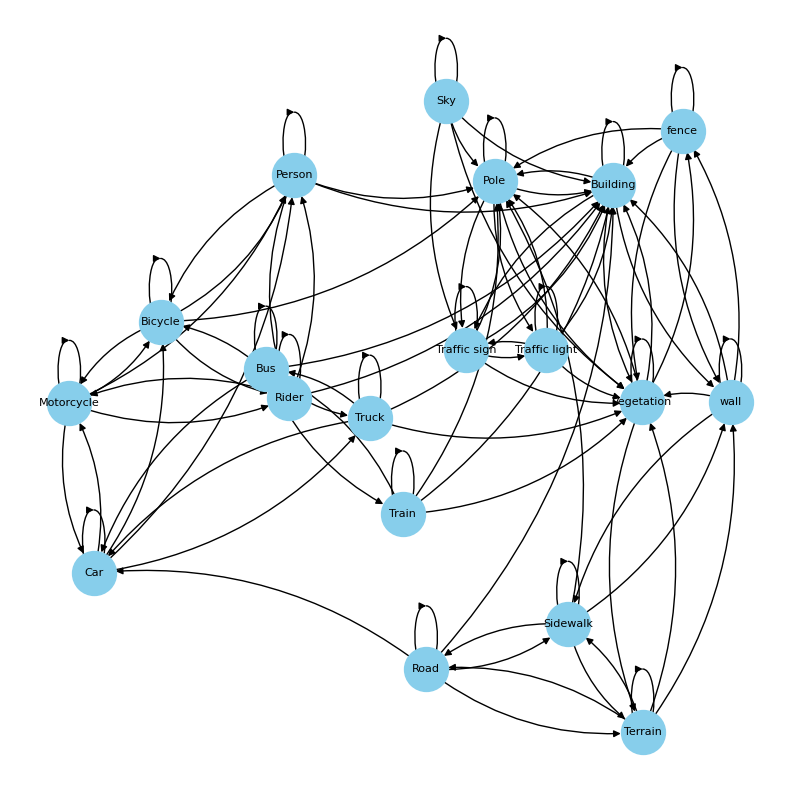 Sky
fence
Person
Pole
Building
Bicycle
Traffic sign
Traffic light
Bus
Rider
Motorcycle
Truck
Vegetation
wall
Train
Car
Sidewalk
Road
Terrain